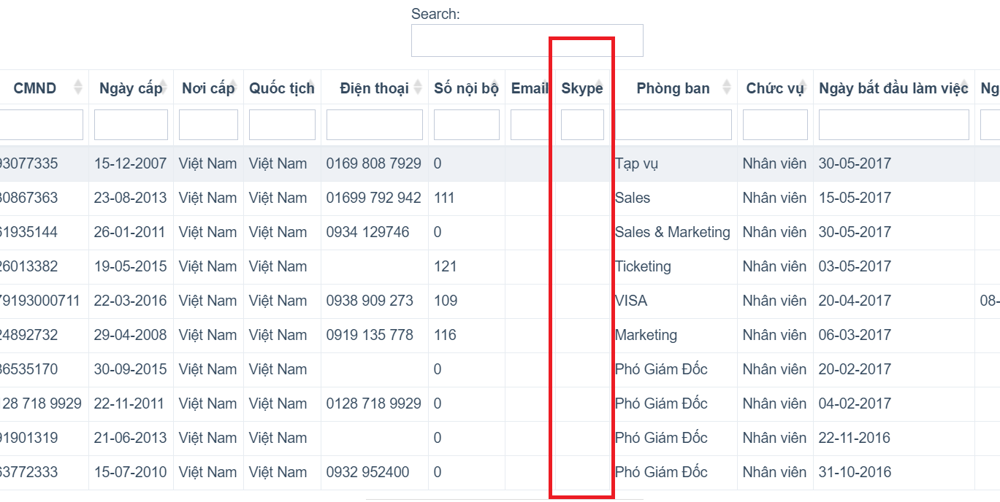 Search:
CMND Ngày cấp Nơi cấp Quốc tịch Điện thoại Số nội bộ Email Skype Phòng ban Chức vụ Ngày bắt đầu làm việc Ng
93077335 15-12-2007 Việt Nam Việt Nam 0169 808 7929 0 Tạp vụ Nhân viên 30-05-2017
30867363 23-08-2013 Việt Nam Việt Nam 01699 792 942 111 Sales Nhân viên 15-05-2017
61935144 26-01-2011 Việt Nam Việt Nam 0934 129746 0 Sales & Marketing Nhân viên 30-05-2017
26013382 19-05-2015 Việt Nam Việt Nam 121 Ticketing Nhân viên 03-05-2017
79193000711 22-03-2016 Việt Nam Việt Nam 0938 909 273 109 VISA Nhân viên 20-04-2017 08-
24892732 29-04-2008 Việt Nam Việt Nam 0919 135 778 116 Marketing Nhân viên 06-03-2017
36535170 30-09-2015 Việt Nam Việt Nam 0 Phó Giám Đốc Nhân viên 20-02-2017
28 718 9929 22-11-2011 Việt Nam Việt Nam 0128 718 9929 0 Phó Giám Đốc Nhân viên 04-02-2017
91901319 21-06-2013 Việt Nam Việt Nam 0 Phó Giám Đốc Nhân viên 22-11-2016
63772333 15-07-2010 Việt Nam Việt Nam 0932 952400 0 Phó Giám Đốc Nhân viên 31-10-2016